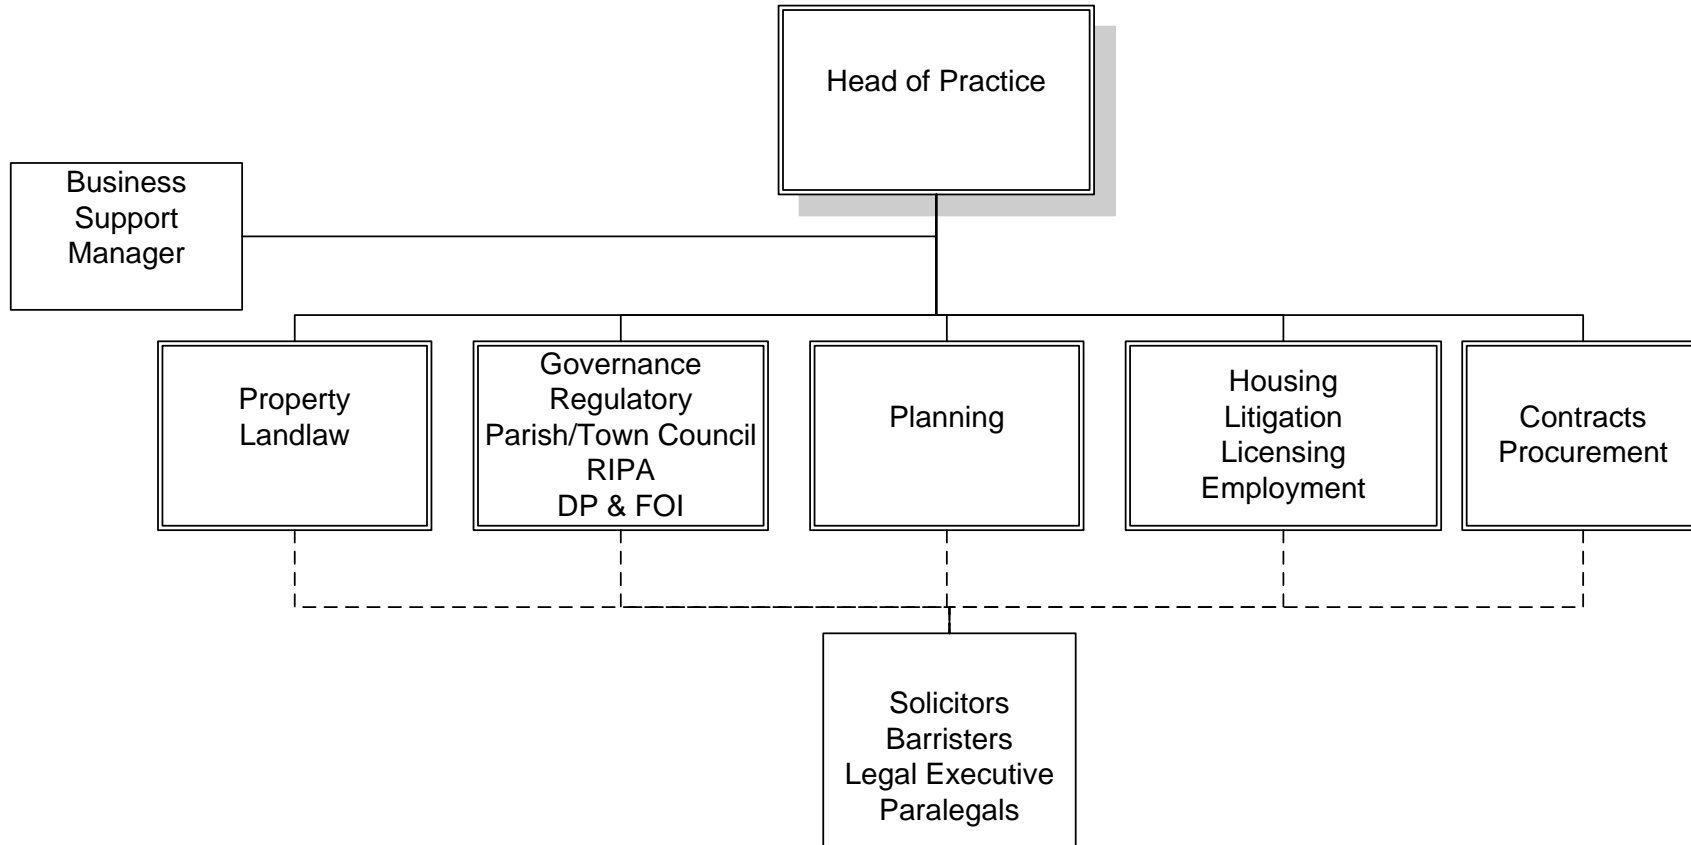 Head of Practice
Business
Support
Manager
Property
Landlaw
Governance
Regulatory
Parish/Town Council
RIPA
DP & FOI
Planning
Housing
Litigation
Licensing
Employment
Contracts
Procurement
Solicitors
Barristers
Legal Executive
Paralegals